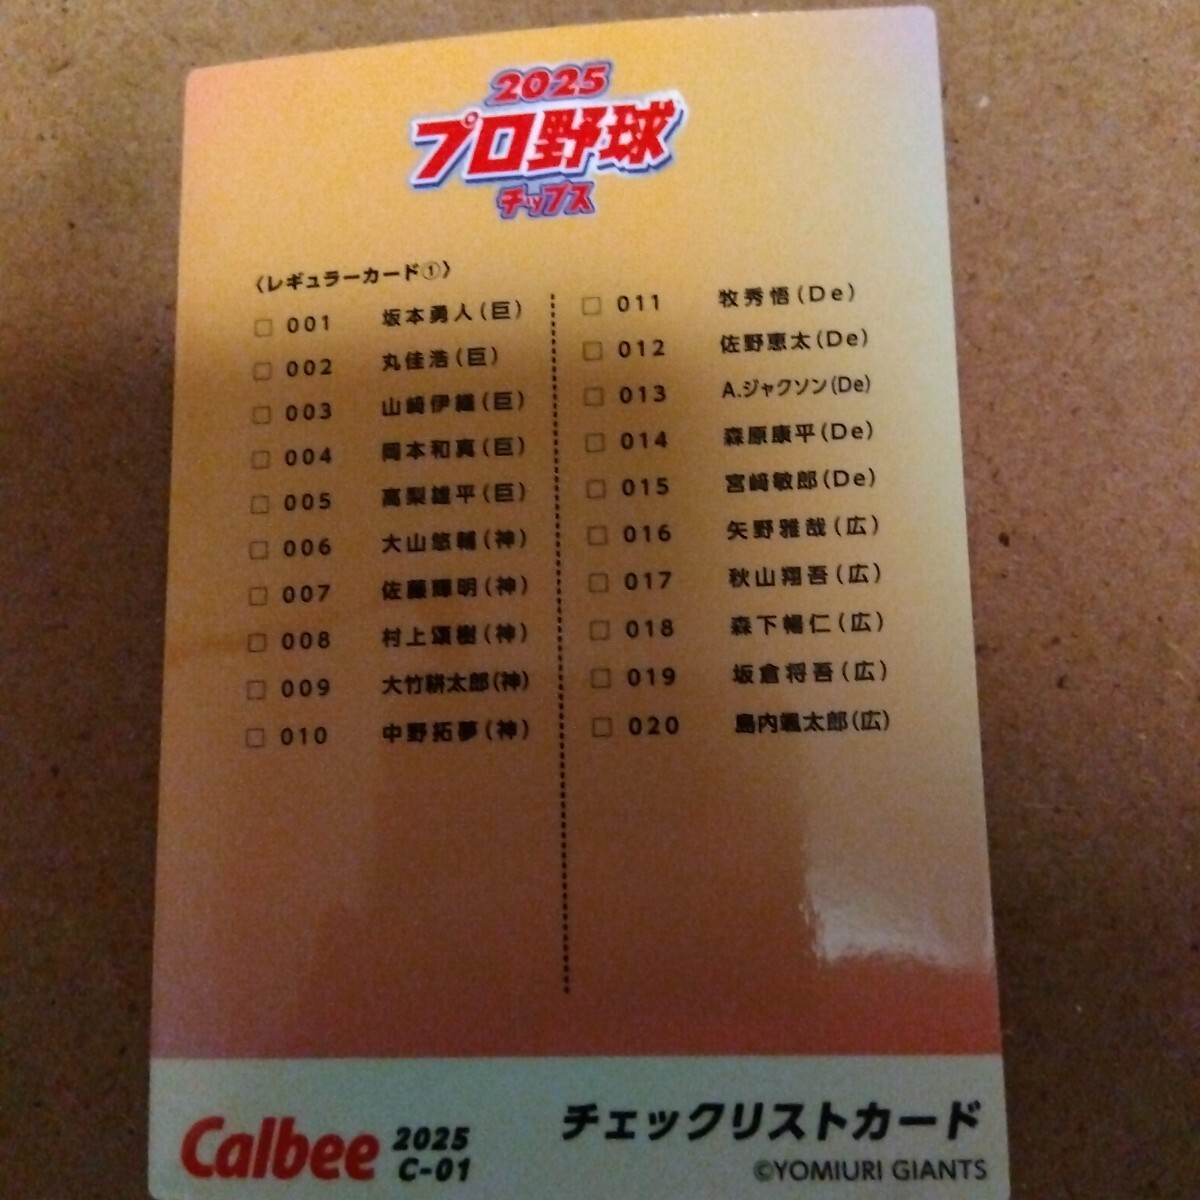 2025
プロ野球
チップス
〈レギュラーカード①〉
□ 001 坂本勇人(巨)
□ 002 丸佳浩(巨)
□ 003 山﨑伊織(巨)
□ 004 岡本和真(巨)
□ 005 高梨雄平(巨)
□ 006 大山悠輔(神)
□ 007 佐藤輝明(神)
□ 008 村上頌樹(神)
□ 009 大竹耕太郎(神)
□ 010 中野拓夢(神)
□ 011 牧秀悟(De)
□ 012 佐野恵太(De)
□ 013 A.ジャクソン(De)
□ 014 森原康平(De)
□ 015 宮﨑敏郎(De)
□ 016 矢野雅哉(広)
□ 017 秋山翔吾(広)
□ 018 森下暢仁(広)
□ 019 坂倉将吾(広)
□ 020 島内颯太郎(広)
Calbee 2025
C-01
チェックリストカード
©YOMIURI GIANTS